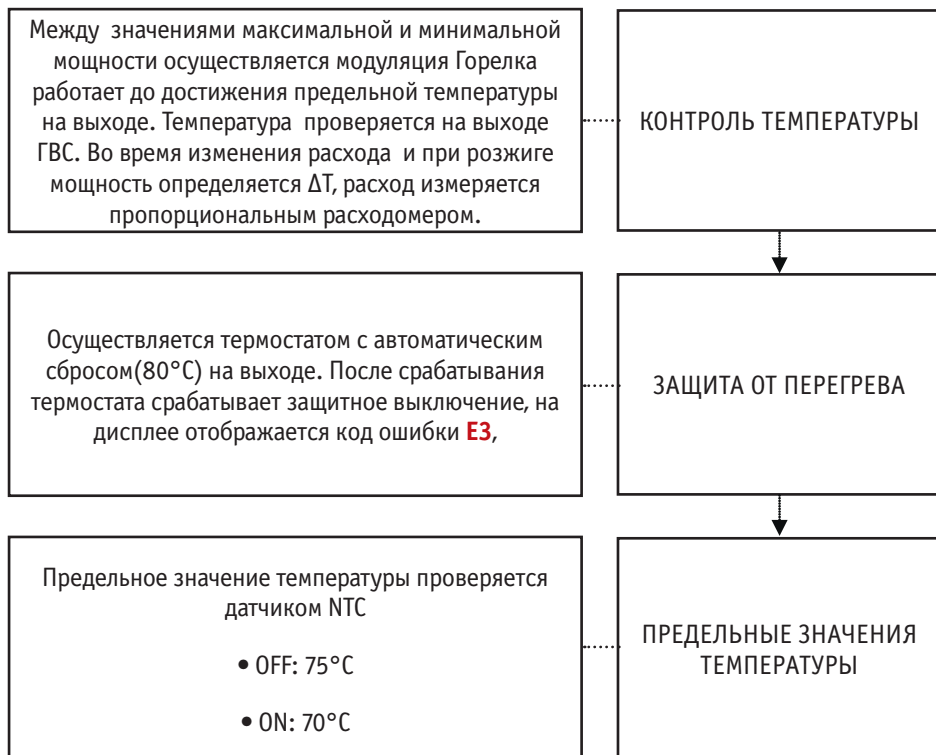 Между значениями максимальной и минимальной
мощности осуществляется модуляция Горелка
работает до достижения предельной температуры
на выходе. Температура проверяется на выходе
ГВС. Во время изменения расхода и при розжиге
мощность определяется ΔT, расход измеряется
пропорциональным расходомером.
КОНТРОЛЬ ТЕМПЕРАТУРЫ
Осуществляется термостатом с автоматическим
сбросом(80°C) на выходе. После срабатывания
термостата срабатывает защитное выключение, на
дисплее отображается код ошибки E3,
ЗАЩИТА ОТ ПЕРЕГРЕВА
Предельное значение температуры проверяется
датчиком NTC
• OFF: 75°C
• ON: 70°C
ПРЕДЕЛЬНЫЕ ЗНАЧЕНИЯ
ТЕМПЕРАТУРЫ